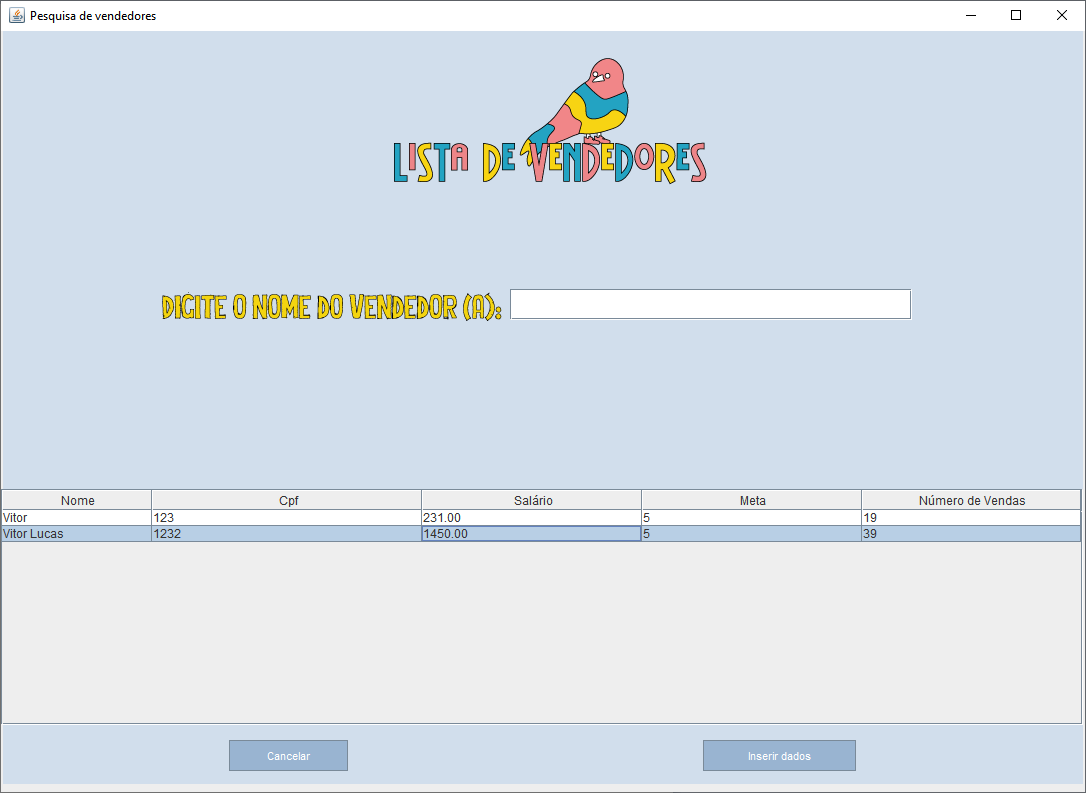 Pesquisa de vendedores
LISTA DE VENDEDORES
DIGITE O NOME DO VENDEDOR (A):
Nome Cpf Salário Meta Número de Vendas
Vitor 123 231.00 5 19
Vitor Lucas 1232 1450.00 5 39
Cancelar Inserir dados